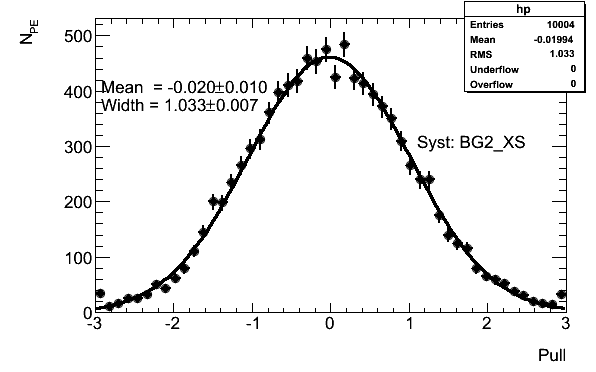 hp
Entries 10004
Mean -0.01994
RMS 1.033
Underflow 0
Overflow 0
N_PE
500
400
300
200
100
0
Mean = -0.020±0.010
Width = 1.033±0.007
Syst: BG2_XS
-3 -2 -1 0 1 2 3
Pull